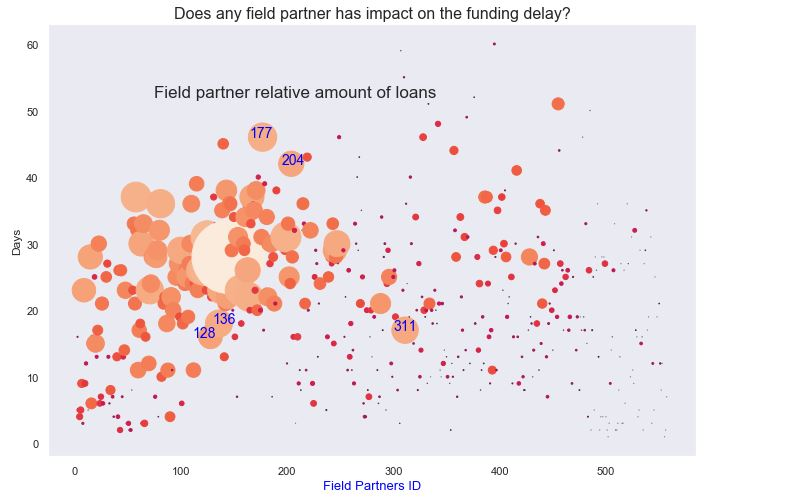 Does any field partner has impact on the funding delay?
60
Field partner relative amount of loans
50
177
204
40
Days
30
20
136
128
311
10
0
0 100 200 300 400 500
Field Partners ID